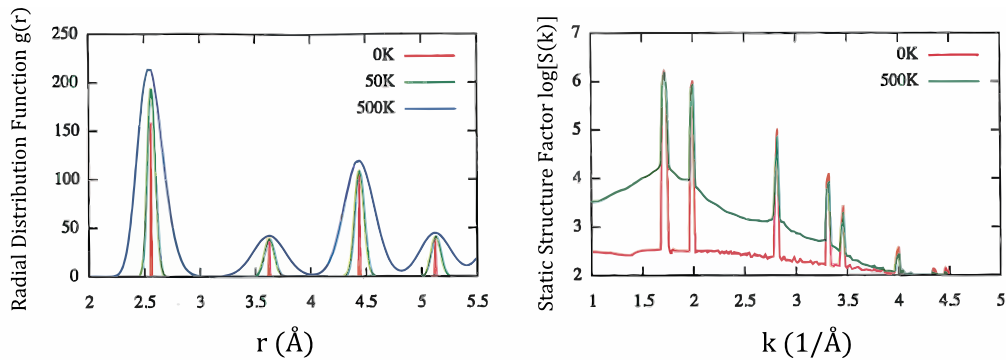 Radial Distribution Function g(r)
250
200
150
100
50
0
0K
50K
500K
2 2.5 3 3.5 4 4.5 5 5.5
r (Å)
Static Structure Factor log[S(k)]
7
6
5
4
3
2
0K
500K
1 1.5 2 2.5 3 3.5 4 4.5 5
k (1/Å)